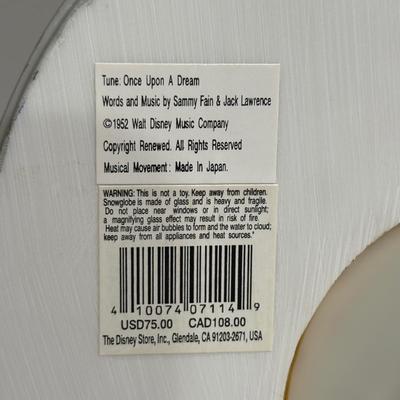 Tune: Once Upon A Dream
Words and Music by Sammy Fain & Jack Lawrence
©1952 Walt Disney Music Company
Copyright Renewed. All Rights Reserved
Musical Movement: Made In Japan.
WARNING: This is not a toy. Keep away from children.
Snowglobe is made of glass and is heavy and fragile.
Do not place near windows or in direct sunlight;
a magnifying glass effect may result in risk of fire.
Heat may cause air bubbles to form and the water to cloud;
keep away from all appliances and heat sources.
4 10074 07114 9
USD75.00 CAD108.00
The Disney Store, Inc., Glendale, CA 91203-2671, USA